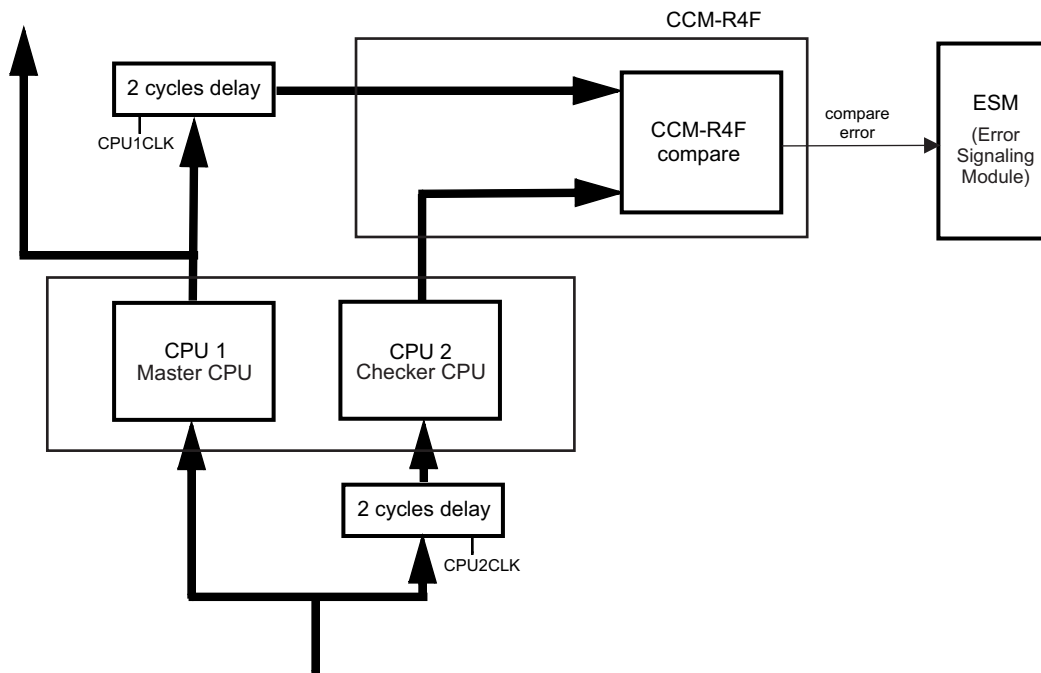 CCM-R4F
2 cycles delay
CPU1CLK
CCM-R4F
compare
compare
error
ESM
(Error
Signaling
Module)
CPU 1
Master CPU
CPU 2
Checker CPU
2 cycles delay
CPU2CLK